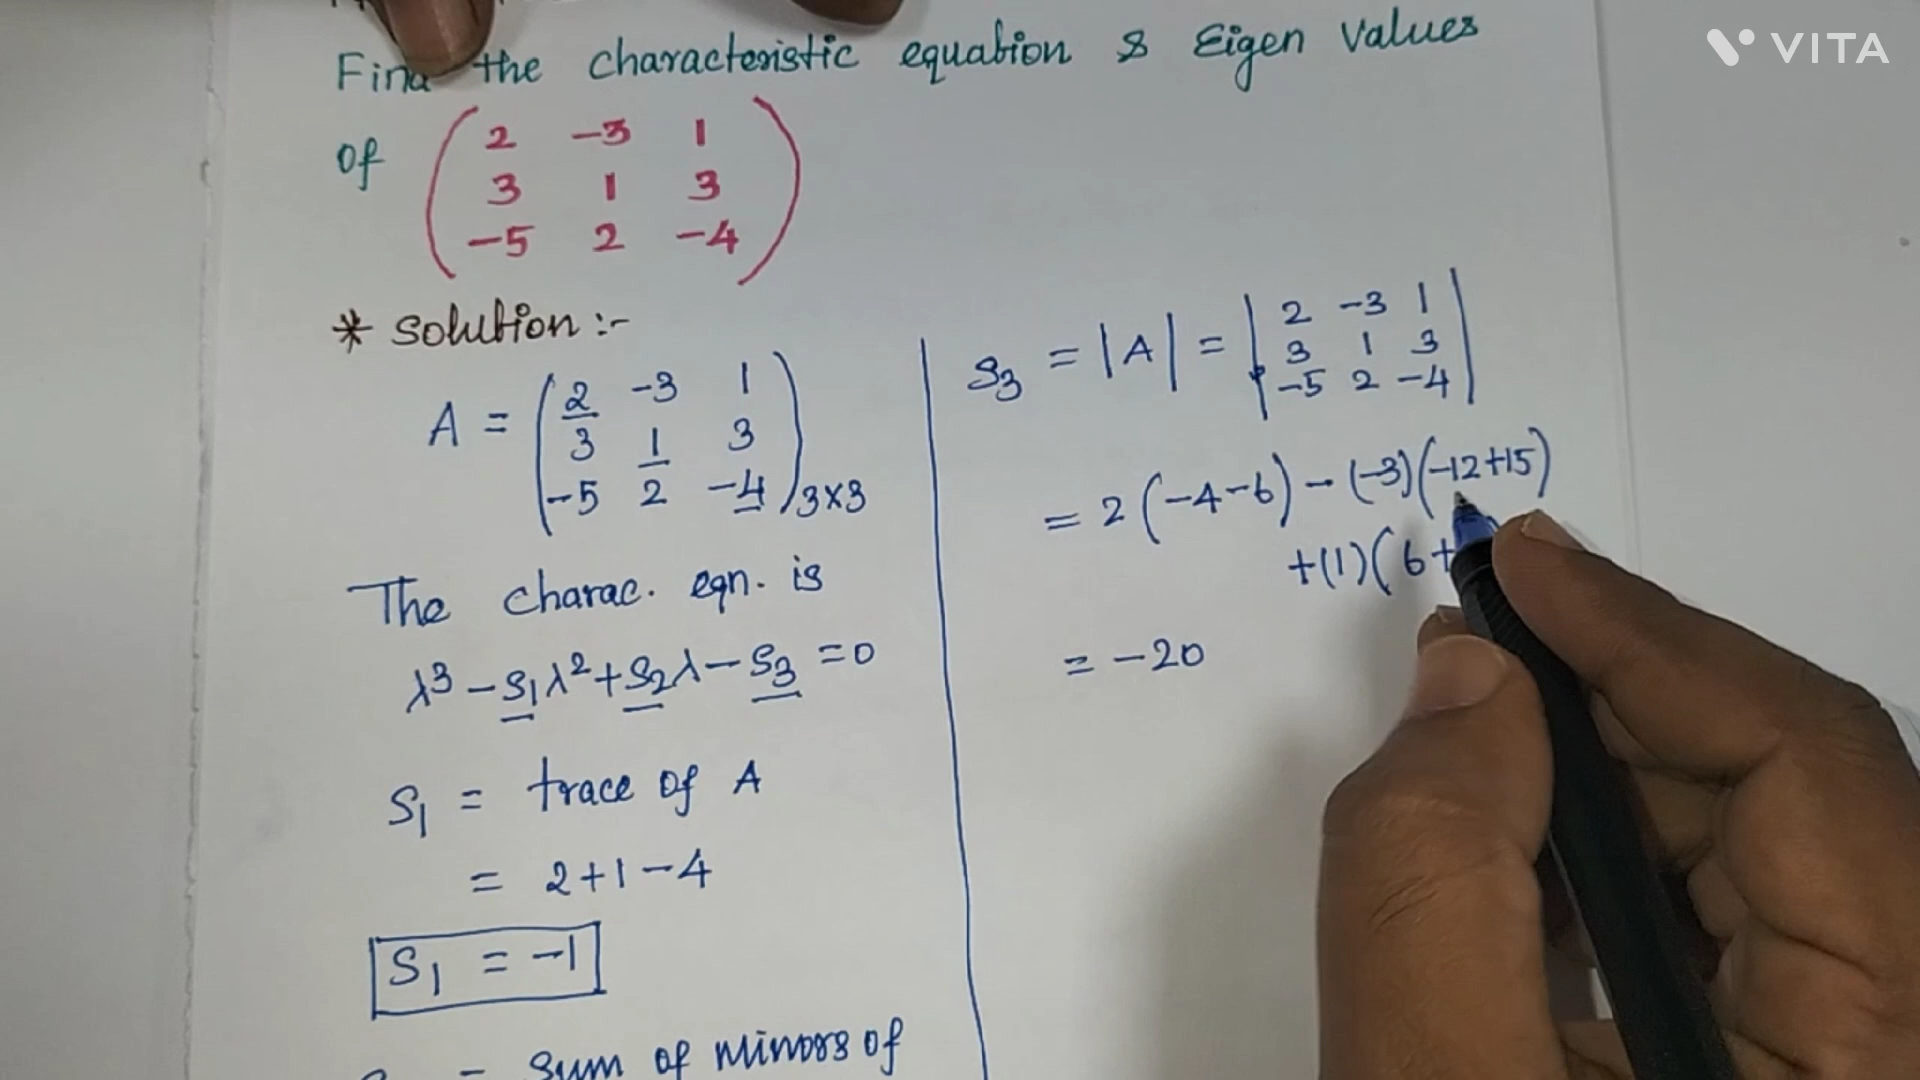 VITA
Find the characteristic equation & Eigen Values
of
2 -3 1
3 1 3
-5 2 -4
* Solution :-
A = ( 2 -3 1
3 1 3
-5 2 -4 ) 3x3
The charac. eqn. is
λ³ - S₁λ² + S₂λ - S₃ = 0
S₁ = trace of A
= 2+1-4
S₁ = -1
= Sum of minors of
S₃ = |A| = | 2 -3 1
3 1 3
-5 2 -4 |
= 2(-4-6) - (-3)(-12+15)
+(1)(6+
= -20